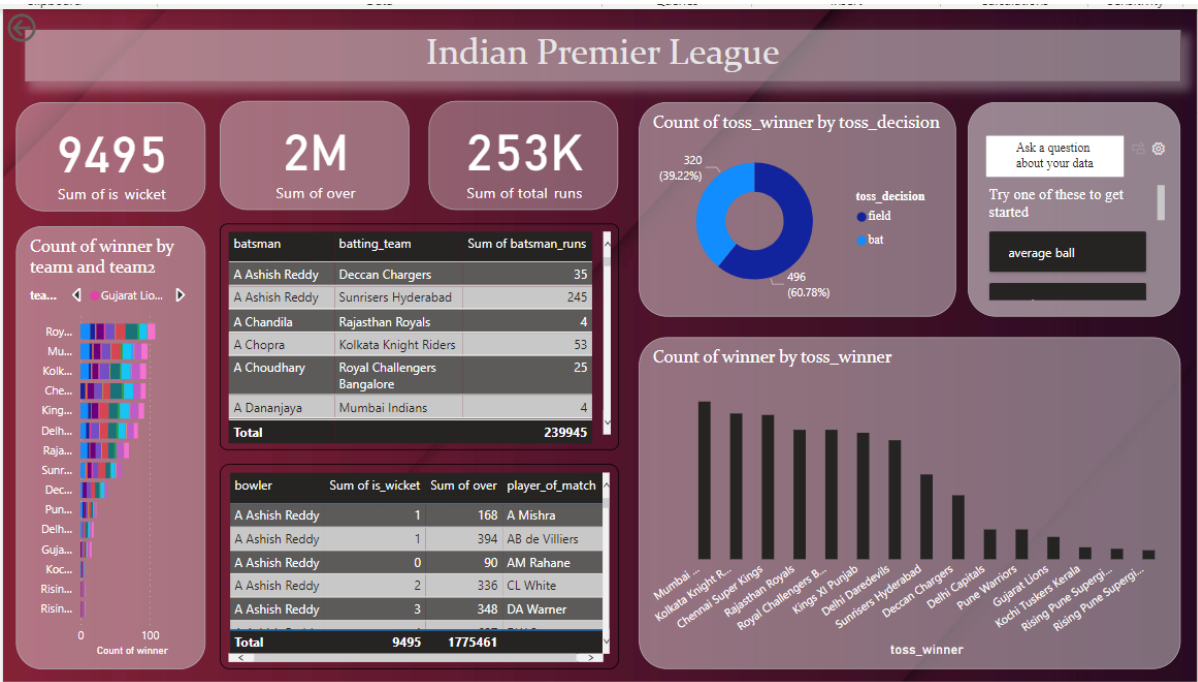 Clipboard Data Queries Insert Calculations Sensitivity
Indian Premier League
9495
Sum of is wicket
2M
Sum of over
253K
Sum of total runs
Count of toss_winner by toss_decision
320
(39.22%)
496
(60.78%)
toss_decision
field
bat
Ask a question
about your data
Try one of these to get
started
average ball
Count of winner by
team1 and team2
tea... Gujarat Lio...
Roy...
Mu...
Kolk...
Che...
King...
Delh...
Raja...
Sunr...
Dec...
Pun...
Delh...
Guja...
Koc...
Risin...
Risin...
0 100
Count of winner
batsman batting_team Sum of batsman_runs
A Ashish Reddy Deccan Chargers 35
A Ashish Reddy Sunrisers Hyderabad 245
A Chandila Rajasthan Royals 4
A Chopra Kolkata Knight Riders 53
A Choudhary Royal Challengers 25
Bangalore
A Dananjaya Mumbai Indians 4
Total 239945
bowler Sum of is_wicket Sum of over player_of_match
A Ashish Reddy 1 168 A Mishra
A Ashish Reddy 1 394 AB de Villiers
A Ashish Reddy 0 90 AM Rahane
A Ashish Reddy 2 336 CL White
A Ashish Reddy 3 348 DA Warner
Total 9495 1775461
Count of winner by toss_winner
Mumbai ...
Kolkata Knight R...
Chennai Super Kings
Rajasthan Royals
Royal Challengers B...
Kings XI Punjab
Delhi Daredevils
Sunrisers Hyderabad
Deccan Chargers
Delhi Capitals
Pune Warriors
Gujarat Lions
Kochi Tuskers Kerala
Rising Pune Supergi...
Rising Pune Supergi...
toss_winner